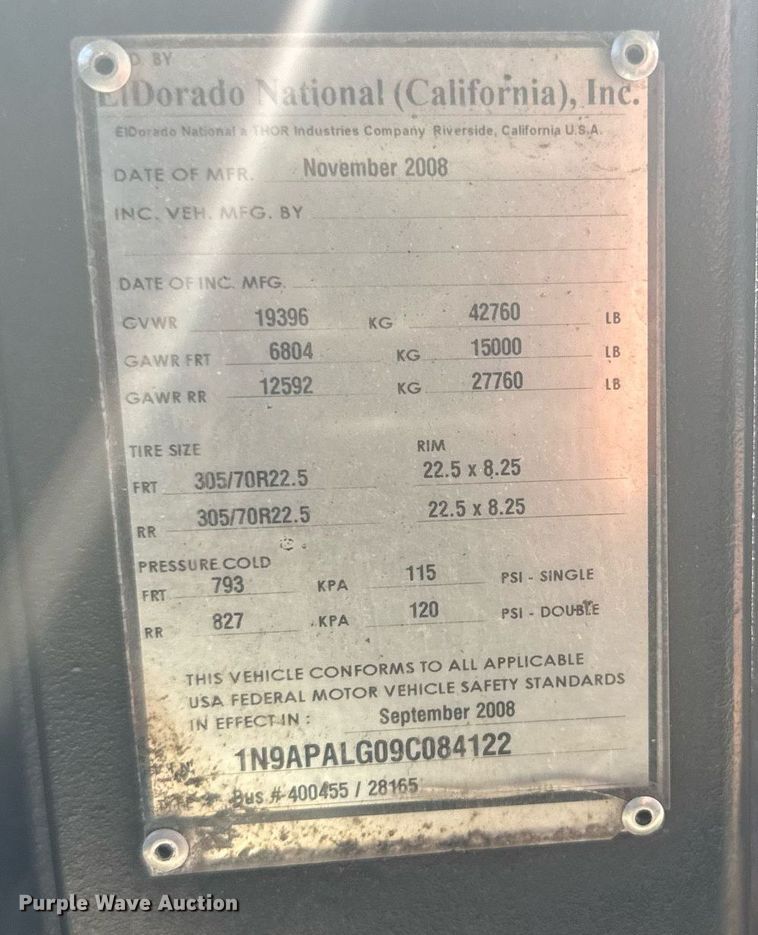 BY
ElDorado National (California), Inc.
ElDorado National a THOR Industries Company Riverside, California U.S.A.
DATE OF MFR. November 2008
INC. VEH. MFG. BY
DATE OF INC. MFG.
GVWR 19396 KG 42760 LB
GAWR FRT 6804 KG 15000 LB
GAWR RR 12592 KG 27760 LB
TIRE SIZE RIM
FRT 305/70R22.5 22.5 x 8.25
RR 305/70R22.5 22.5 x 8.25
PRESSURE COLD
FRT 793 KPA 115 PSI - SINGLE
RR 827 KPA 120 PSI - DOUBLE
THIS VEHICLE CONFORMS TO ALL APPLICABLE
USA FEDERAL MOTOR VEHICLE SAFETY STANDARDS
IN EFFECT IN : September 2008
1N9APALG09C084122
Bus # 400455 / 28165
Purple Wave Auction